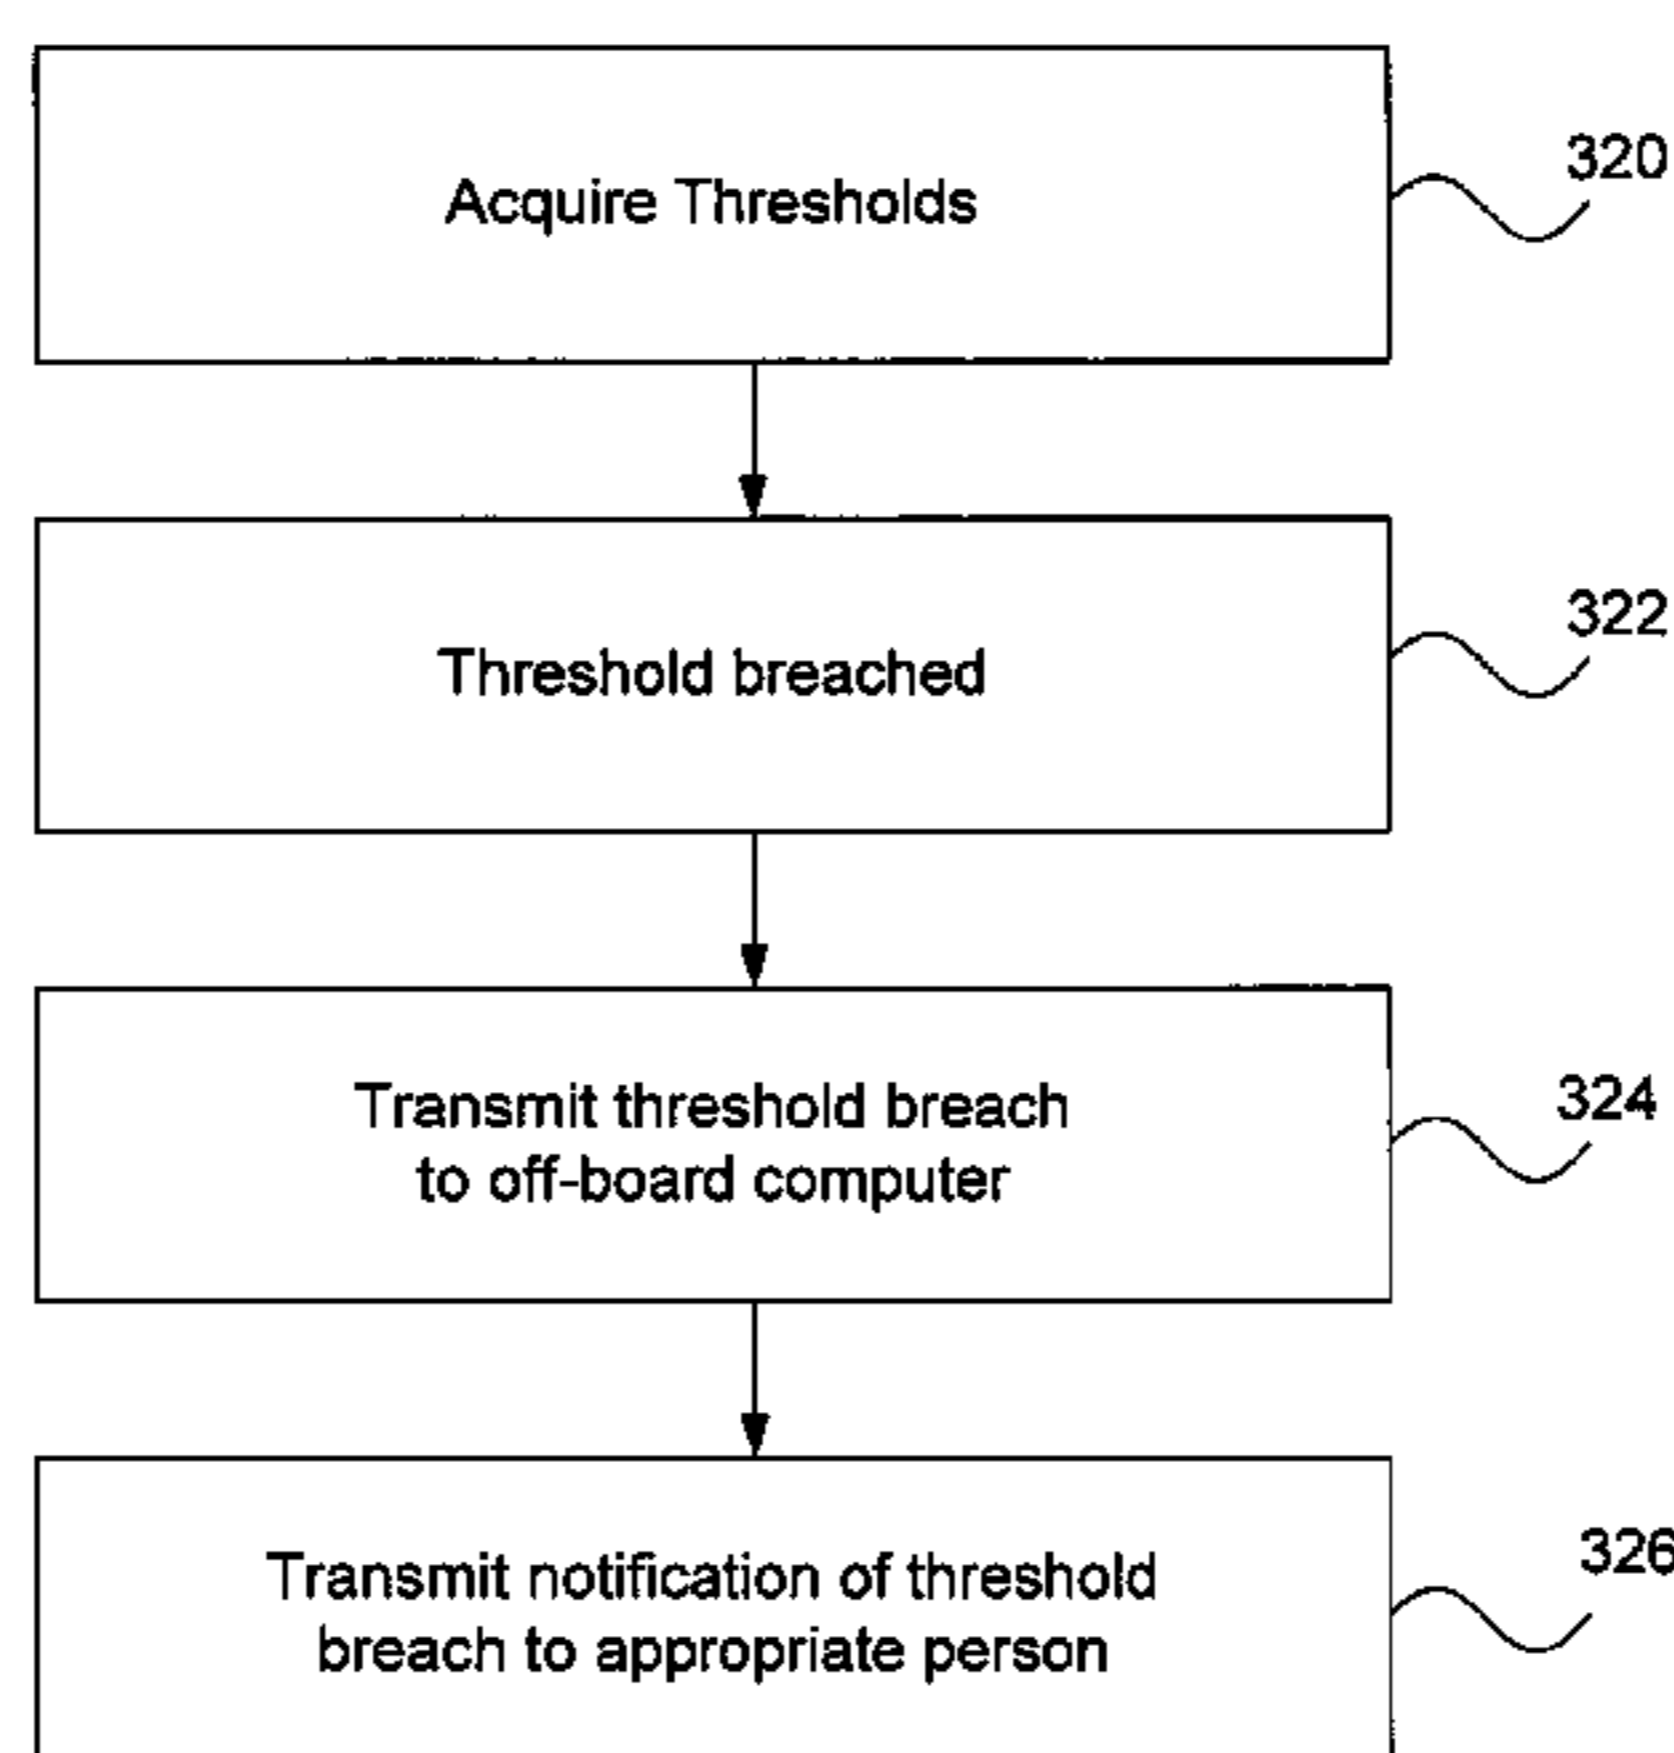 Acquire Thresholds
320
Threshold breached
322
Transmit threshold breach
to off-board computer
324
Transmit notification of threshold
breach to appropriate person
326